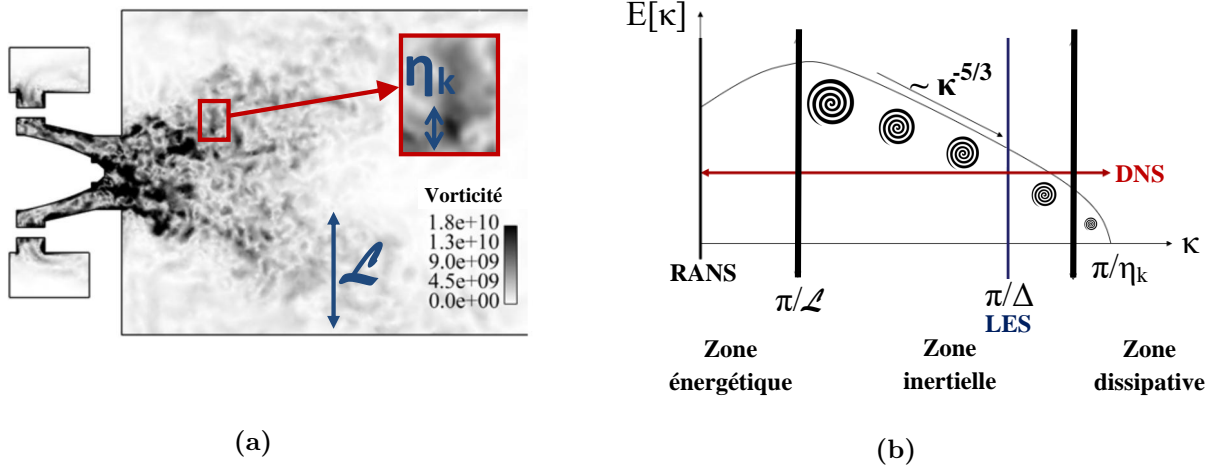 ηk
Vorticité
1.8e+10
1.3e+10
9.0e+09
4.5e+09
0.0e+00
ℒ
(a)
E[κ]
~ κ^-5/3
DNS
κ
RANS
π/ℒ
π/Δ
LES
π/ηk
Zone énergétique
Zone inertielle
Zone dissipative
(b)